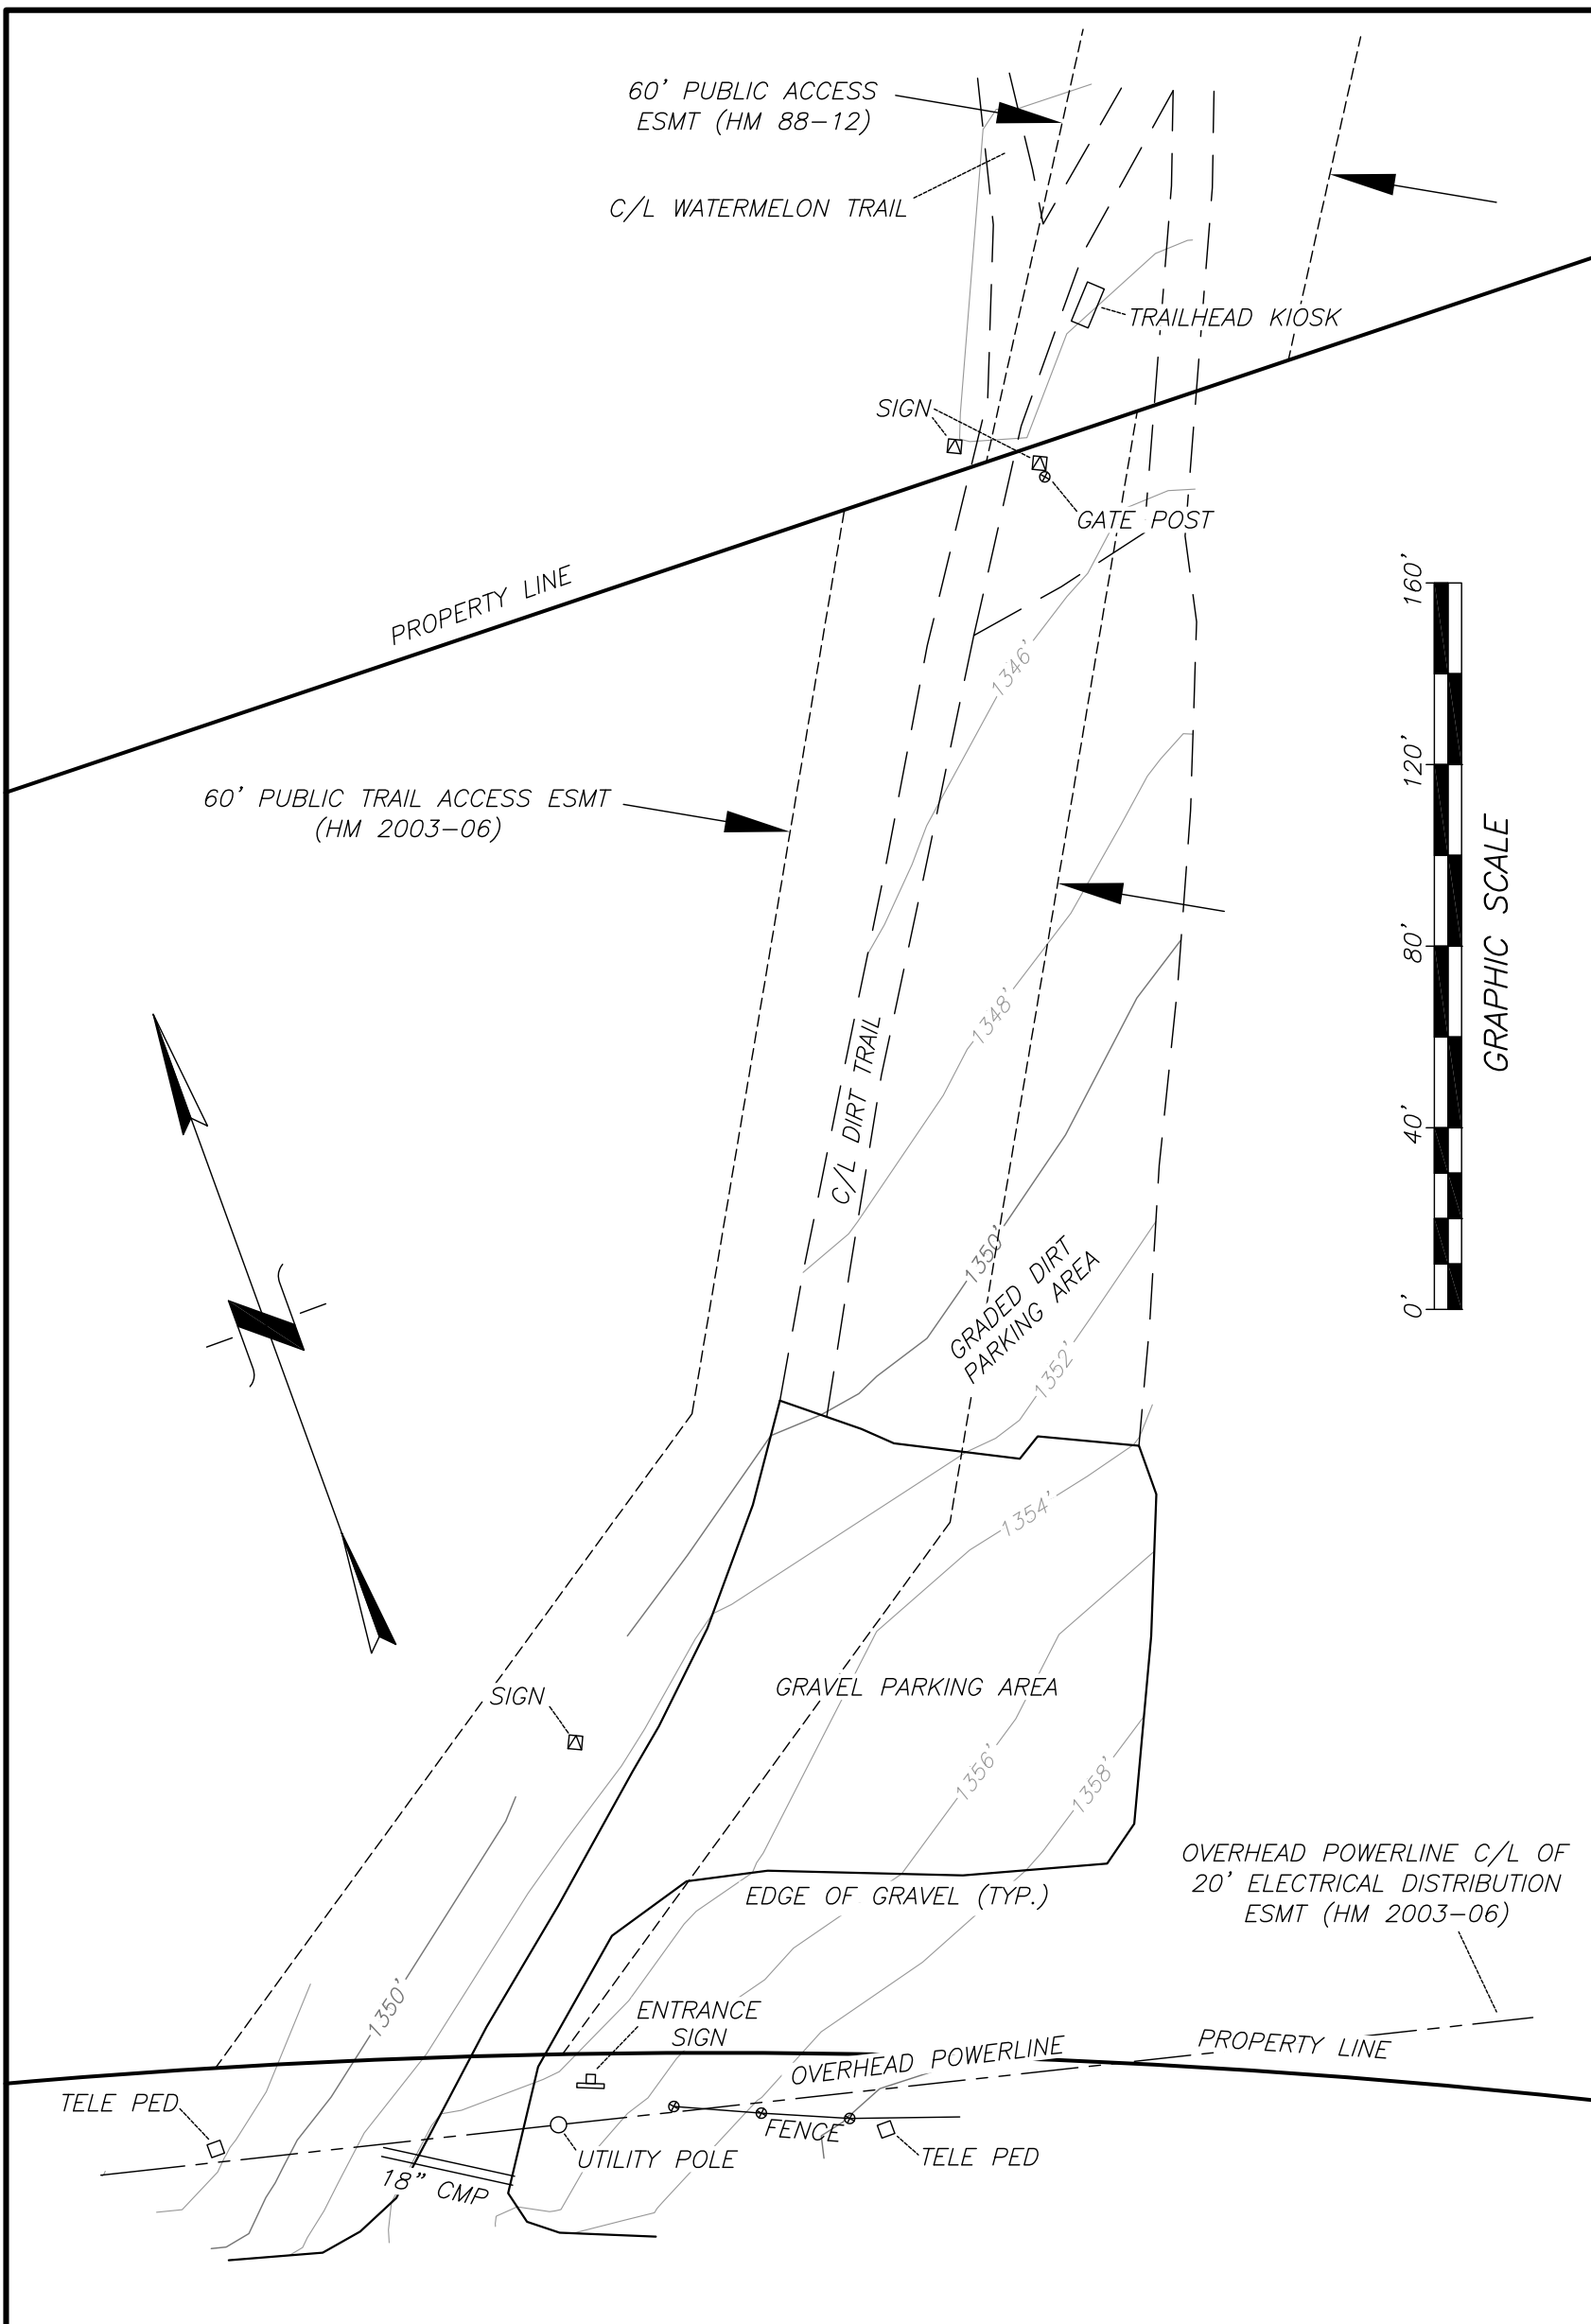 60' PUBLIC ACCESS
ESMT (HM 88-12)
C/L WATERMELON TRAIL
TRAILHEAD KIOSK
SIGN
GATE POST
PROPERTY LINE
160'
1346'
120'
60' PUBLIC TRAIL ACCESS ESMT
(HM 2003-06)
GRAPHIC SCALE
80'
1348'
C/L DIRT TRAIL
40'
1350'
GRADED DIRT
PARKING AREA
0'
1352'
1354'
GRAVEL PARKING AREA
SIGN
1356'
1358'
OVERHEAD POWERLINE C/L OF
20' ELECTRICAL DISTRIBUTION
ESMT (HM 2003-06)
EDGE OF GRAVEL (TYP.)
1350'
ENTRANCE
SIGN
OVERHEAD POWERLINE
PROPERTY LINE
TELE PED
FENCE
UTILITY POLE
TELE PED
18" CMP